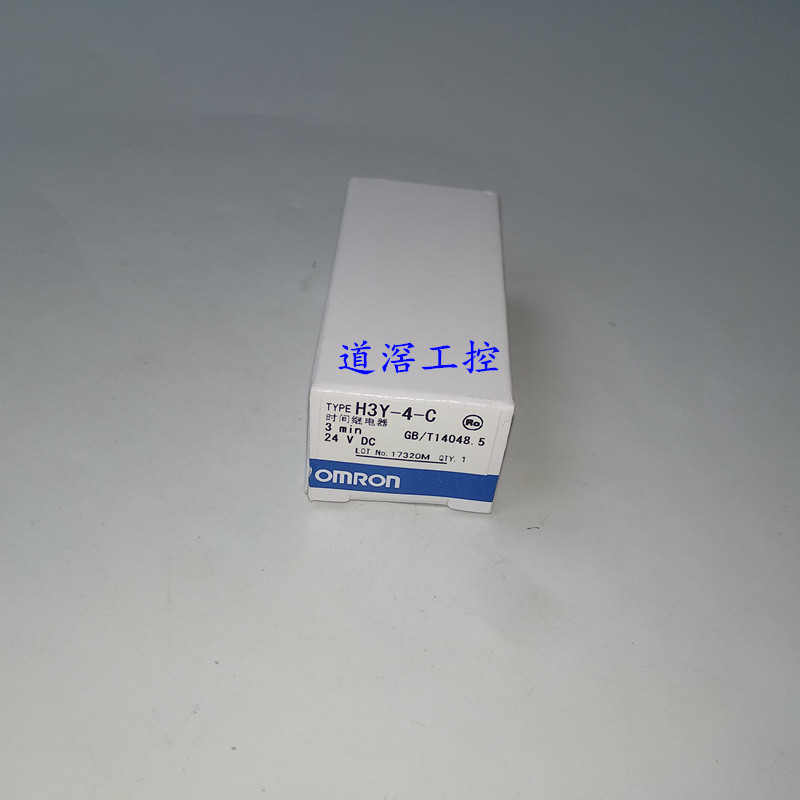 道滘工控
TYPE H3Y-4-C
Ro
时间继电器
3 min
GB/T14048.5
24 V DC
LOT No. 17320M QTY. 1
OMRON